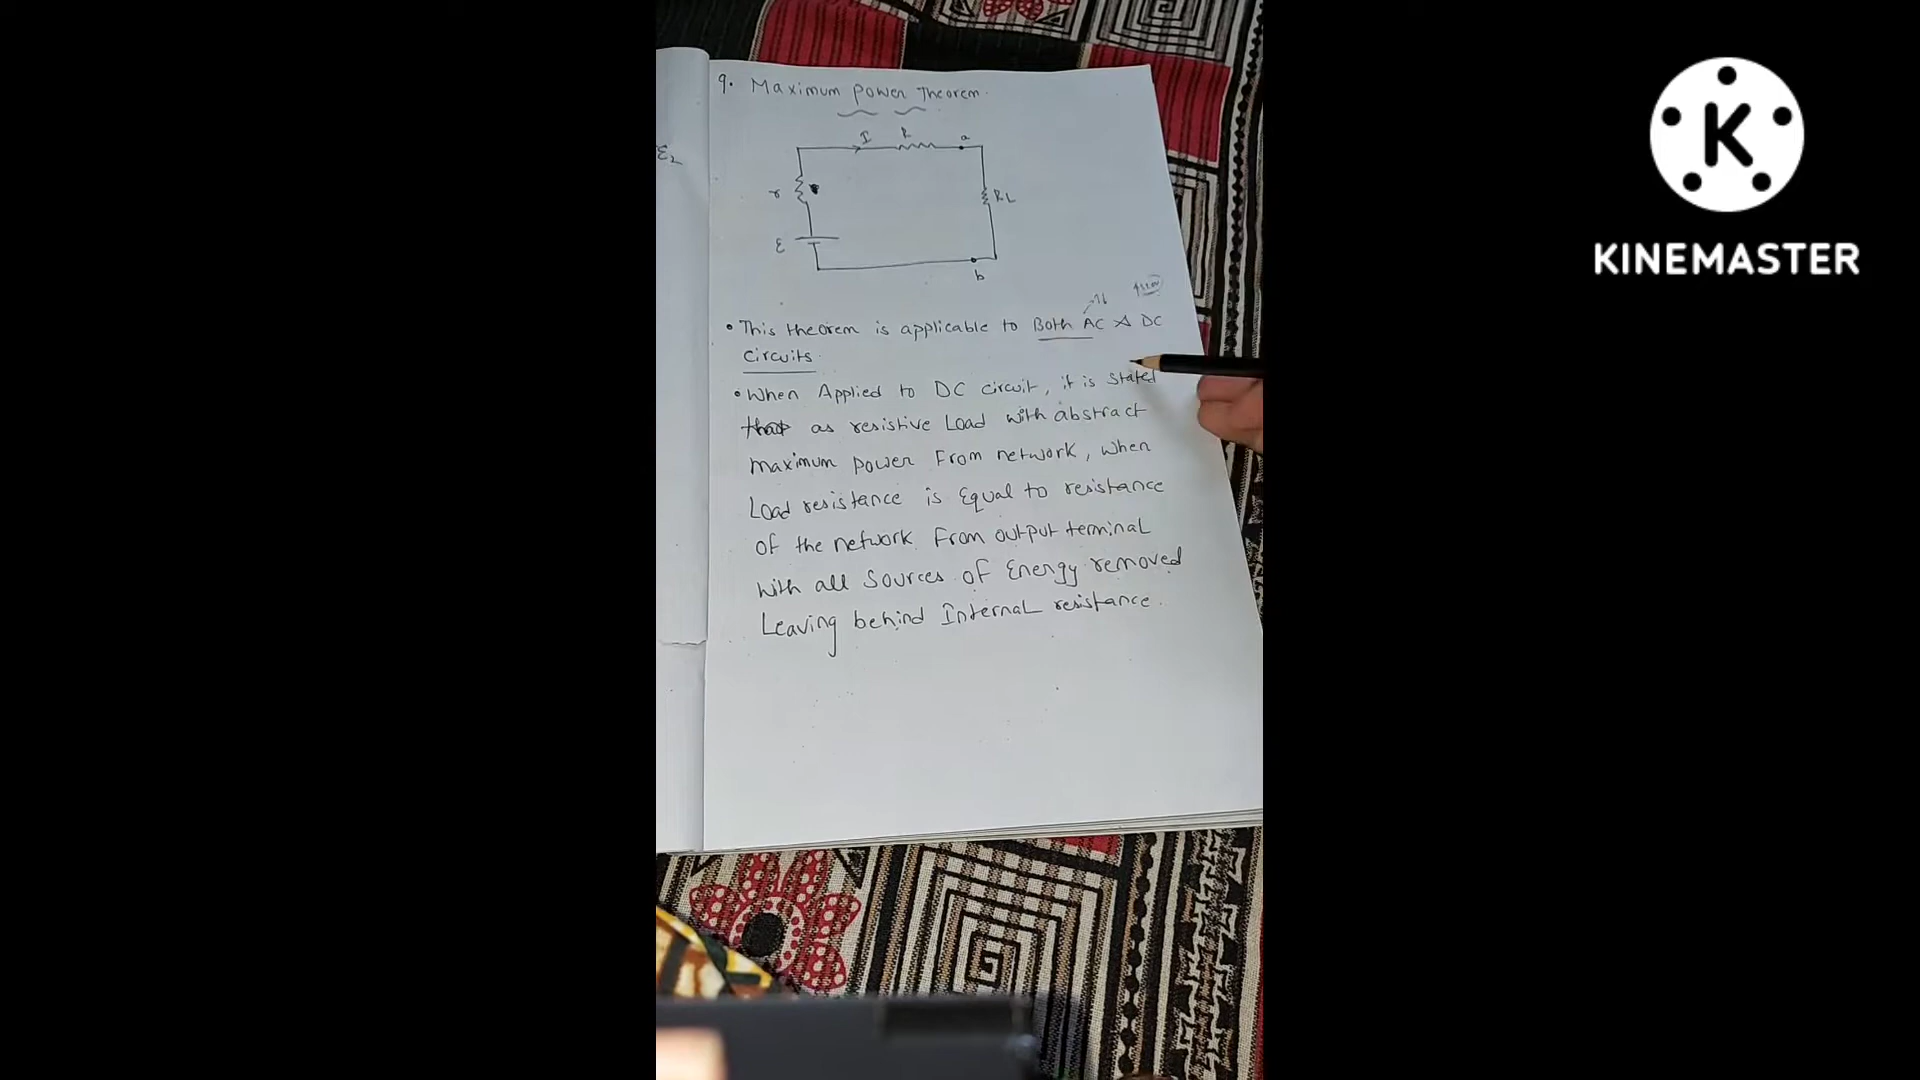 9. Maximum Power Theorem.
I R a
ε2
r RL
ε
b
• This theorem is applicable to Both AC & DC
Circuits.
• When Applied to DC circuit, it is stated
as resistive Load with abstract
maximum power From network, when
Load resistance is Equal to resistance
of the network From output terminal
with all Sources of Energy removed
Leaving behind Internal resistance.
K
KINEMASTER